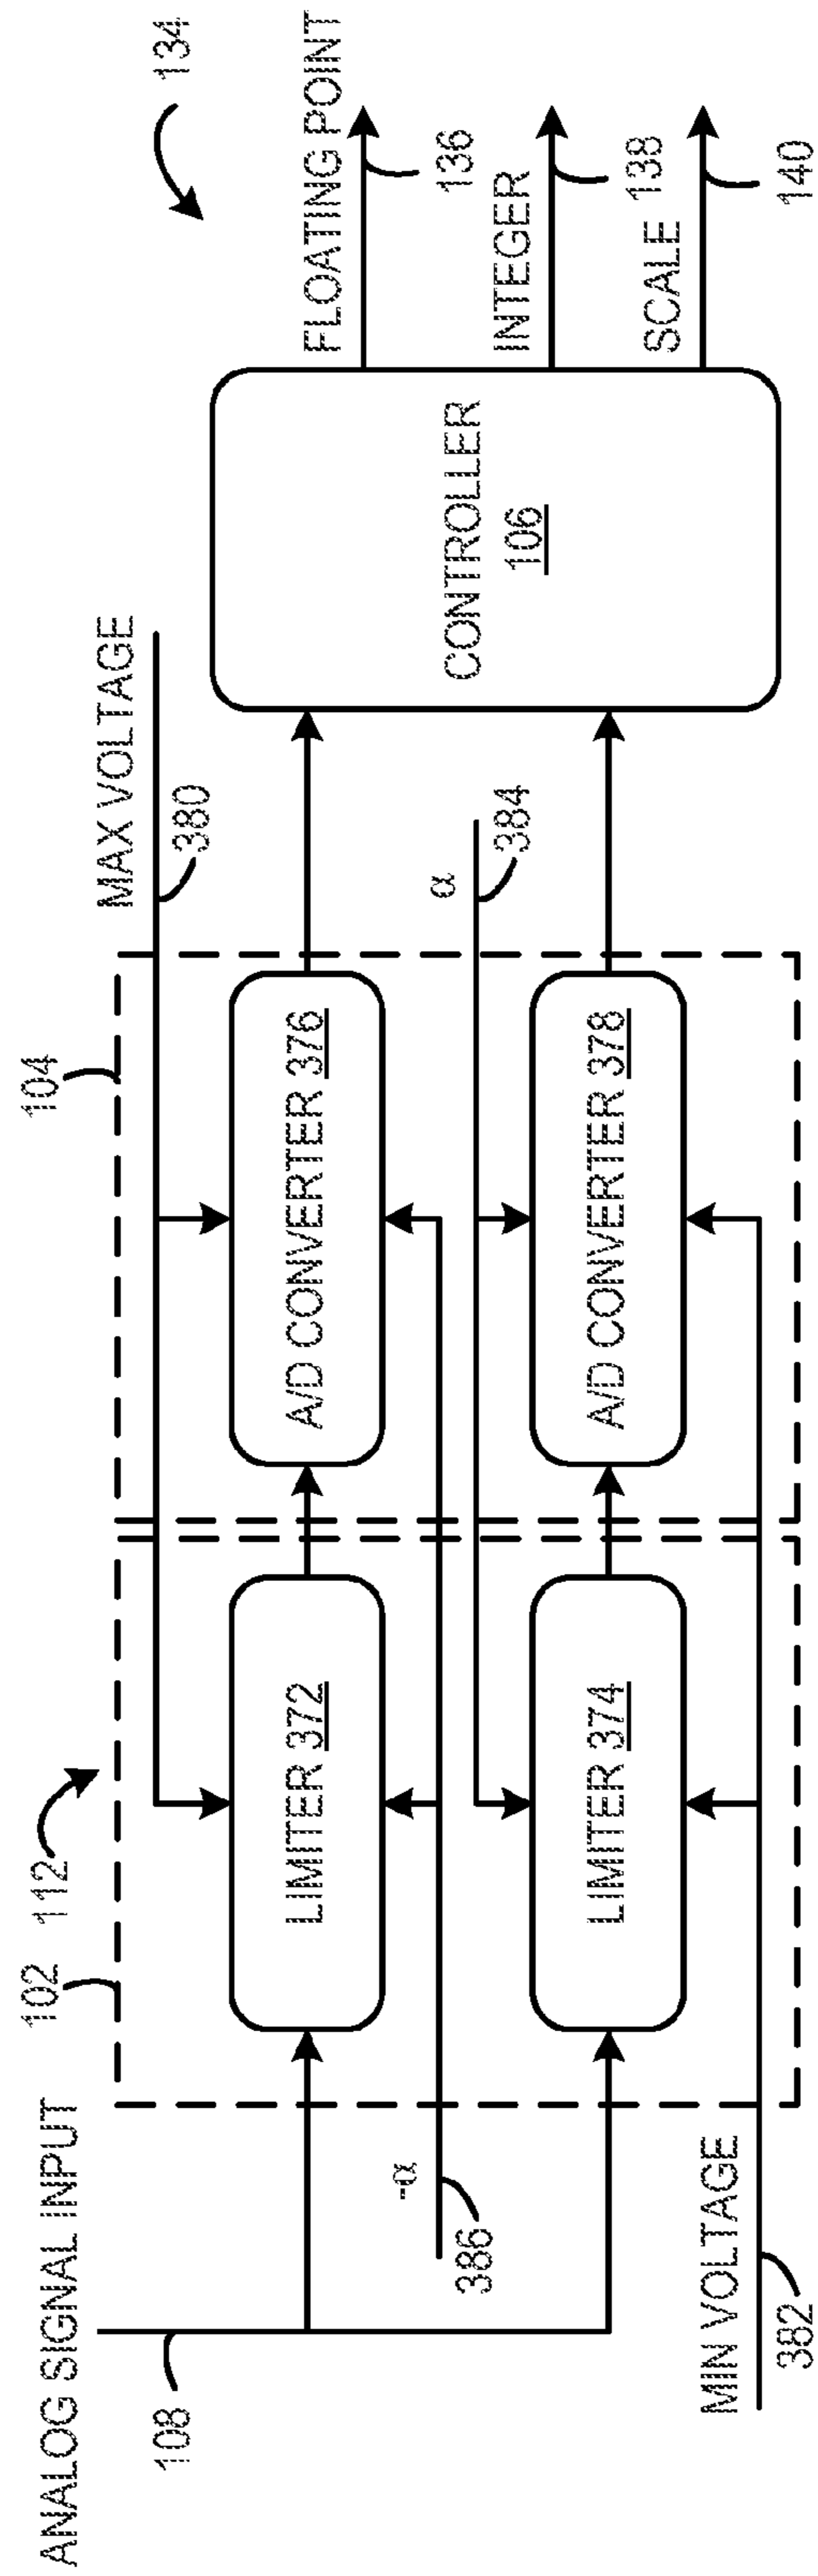 134
MAX VOLTAGE
380
104
112
102
ANALOG SIGNAL INPUT
108
FLOATING POINT
136
INTEGER
138
SCALE
140
CONTROLLER
106
A/D CONVERTER 376
LIMITER 372
α
384
-α
386
A/D CONVERTER 378
LIMITER 374
MIN VOLTAGE
382